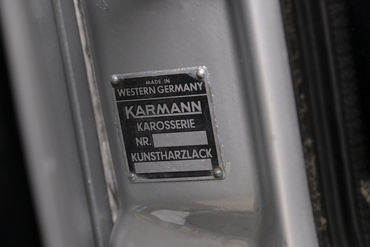 MADE IN
WESTERN GERMANY
KARMANN
KAROSSERIE
NR.
KUNSTHARZLACK